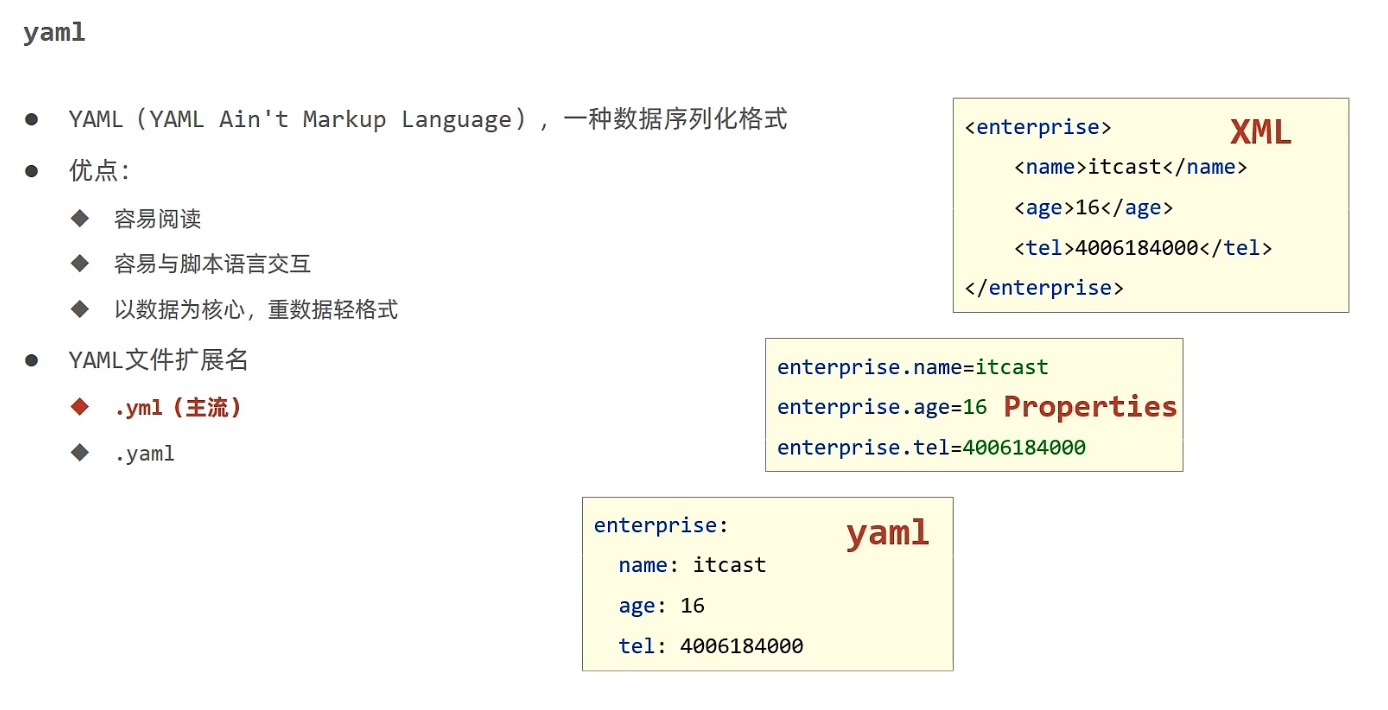 yaml
YAML（YAML Ain't Markup Language），一种数据序列化格式
优点：
容易阅读
容易与脚本语言交互
以数据为核心，重数据轻格式
YAML文件扩展名
.yml（主流）
.yaml
<enterprise>
XML
<name>itcast</name>
<age>16</age>
<tel>4006184000</tel>
</enterprise>
enterprise.name=itcast
enterprise.age=16 Properties
enterprise.tel=4006184000
enterprise:
yaml
name: itcast
age: 16
tel: 4006184000